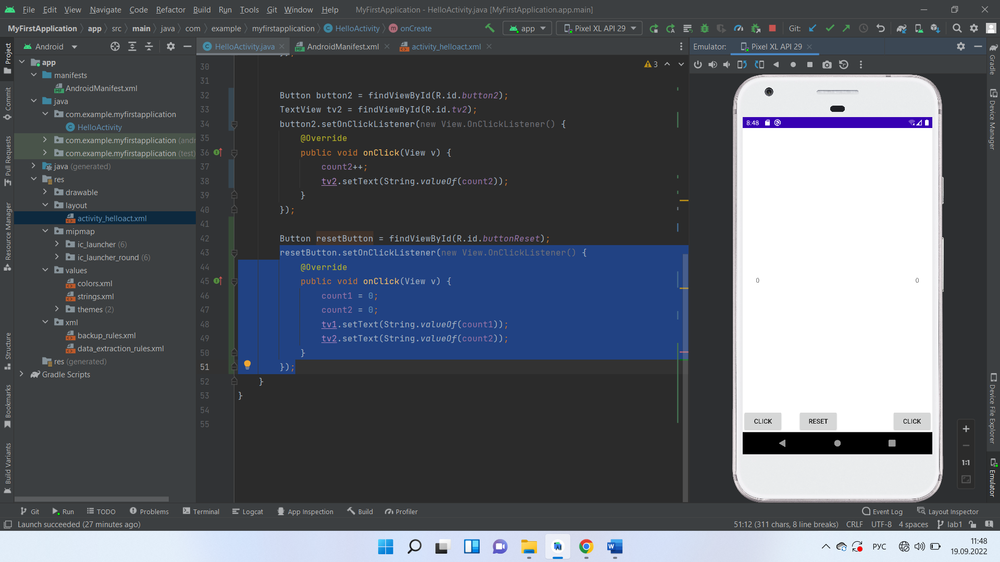 File Edit View Navigate Code Refactor Build Run Tools Git Window Help MyFirstApplication - HelloActivity.java [MyFirstApplication.app.main]
MyFirstApplication app src main java com example myfirstapplication HelloActivity onCreate app Pixel XL API 29 Git:
Project
Commit
Pull Requests
Resource Manager
Structure
Bookmarks
Build Variants
Android
app
manifests
AndroidManifest.xml
java
com.example.myfirstapplication
HelloActivity
com.example.myfirstapplication (andr
com.example.myfirstapplication (test)
java (generated)
res
drawable
layout
activity_helloact.xml
mipmap
ic_launcher (6)
ic_launcher_round (6)
values
colors.xml
strings.xml
themes (2)
xml
backup_rules.xml
data_extraction_rules.xml
res (generated)
Gradle Scripts
HelloActivity.java AndroidManifest.xml activity_helloact.xml
3
});
30
31
32 Button button2 = findViewById(R.id.button2);
33 TextView tv2 = findViewById(R.id.tv2);
34 button2.setOnClickListener(new View.OnClickListener() {
35 @Override
36 public void onClick(View v) {
37 count2++;
38 tv2.setText(String.valueOf(count2));
39 }
40 });
41
42 Button resetButton = findViewById(R.id.buttonReset);
43 resetButton.setOnClickListener(new View.OnClickListener() {
44 @Override
45 public void onClick(View v) {
46 count1 = 0;
47 count2 = 0;
48 tv1.setText(String.valueOf(count1));
49 tv2.setText(String.valueOf(count2));
50 }
51 });
52 }
53 }
54
55
Emulator: Pixel XL API 29
8:48
0 0
CLICK RESET CLICK
1:1
Gradle
Device Manager
Device File Explorer
Emulator
Git Run TODO Problems Terminal Logcat App Inspection Build Profiler Event Log Layout Inspector
Launch succeeded (27 minutes ago) 51:12 (311 chars, 8 line breaks) CRLF UTF-8 4 spaces lab1
РУС 11:48
19.09.2022